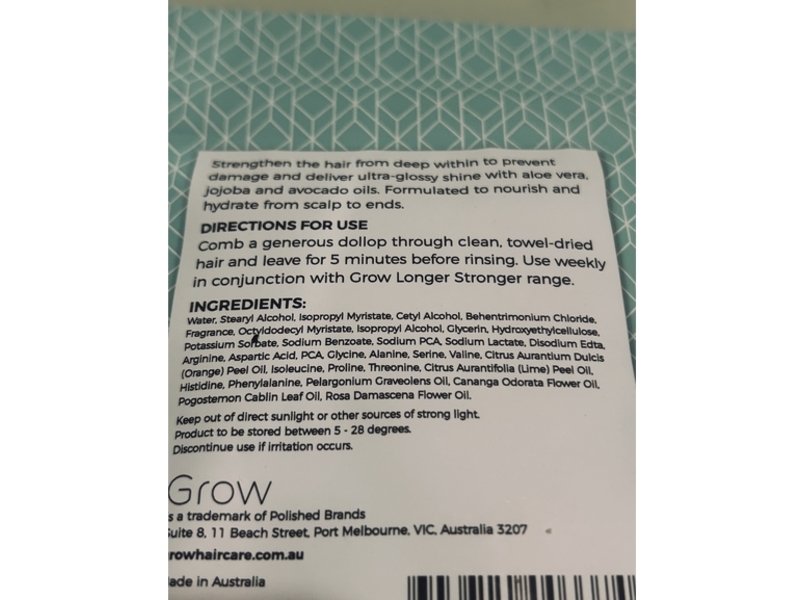 Strengthen the hair from deep within to prevent
damage and deliver ultra-glossy shine with aloe vera,
jojoba and avocado oils. Formulated to nourish and
hydrate from scalp to ends.
DIRECTIONS FOR USE
Comb a generous dollop through clean, towel-dried
hair and leave for 5 minutes before rinsing. Use weekly
in conjunction with Grow Longer Stronger range.
INGREDIENTS:
Water, Stearyl Alcohol, Isopropyl Myristate, Cetyl Alcohol, Behentrimonium Chloride,
Fragrance, Octyldodecyl Myristate, Isopropyl Alcohol, Glycerin, Hydroxyethylcellulose,
Potassium Sorbate, Sodium Benzoate, Sodium PCA, Sodium Lactate, Disodium Edta,
Arginine, Aspartic Acid, PCA, Glycine, Alanine, Serine, Valine, Citrus Aurantium Dulcis
(Orange) Peel Oil, Isoleucine, Proline, Threonine, Citrus Aurantifolia (Lime) Peel Oil,
Histidine, Phenylalanine, Pelargonium Graveolens Oil, Cananga Odorata Flower Oil,
Pogostemon Cablin Leaf Oil, Rosa Damascena Flower Oil.
Keep out of direct sunlight or other sources of strong light.
Product to be stored between 5 - 28 degrees.
Discontinue use if irritation occurs.
Grow
s a trademark of Polished Brands
uite 8, 11 Beach Street, Port Melbourne, VIC, Australia 3207
rowhaircare.com.au
ade in Australia